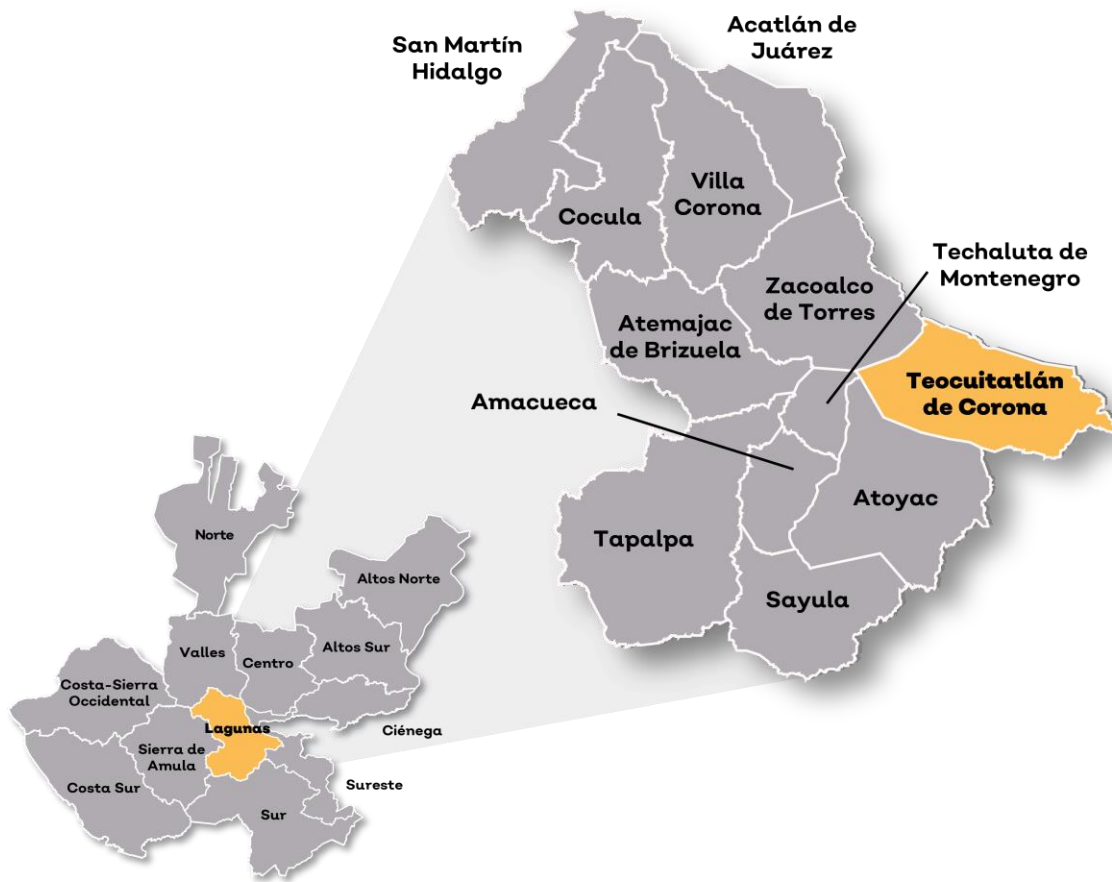 San Martín
Hidalgo
Acatlán de
Juárez
Villa
Corona
Cocula
Techaluta de
Montenegro
Zacoalco
de Torres
Atemajac
de Brizuela
Teocuitatlán
de Corona
Amacueca
Atoyac
Tapalpa
Sayula
Norte
Altos Norte
Valles
Centro
Altos Sur
Costa-Sierra
Occidental
Lagunas
Ciénega
Sierra de
Amula
Costa Sur
Sureste
Sur